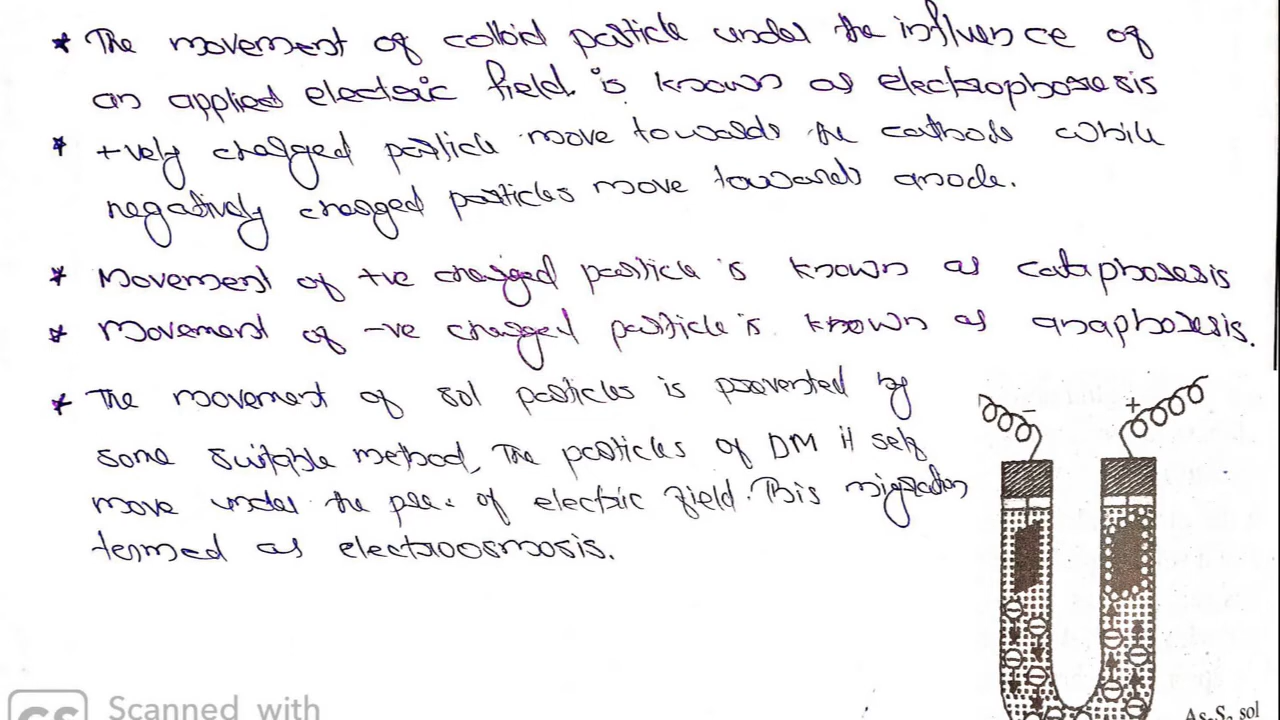 * The movement of colloid particle under the influence of
an applied electric field is known as electrophoresis
* +vely charged particle move towards the cathode while
negatively charged particles move towards anode.
* Movement of +ve charged particle is known as cataphoresis
* Movement of -ve charged particle is known as anaphoresis.
* The movement of sol particles is prevented by
some suitable method, The particles of DM it self
move under the of electric field. This migration
termed as electroosmosis.
- +
As₂S₃ sol
Scanned with
CS